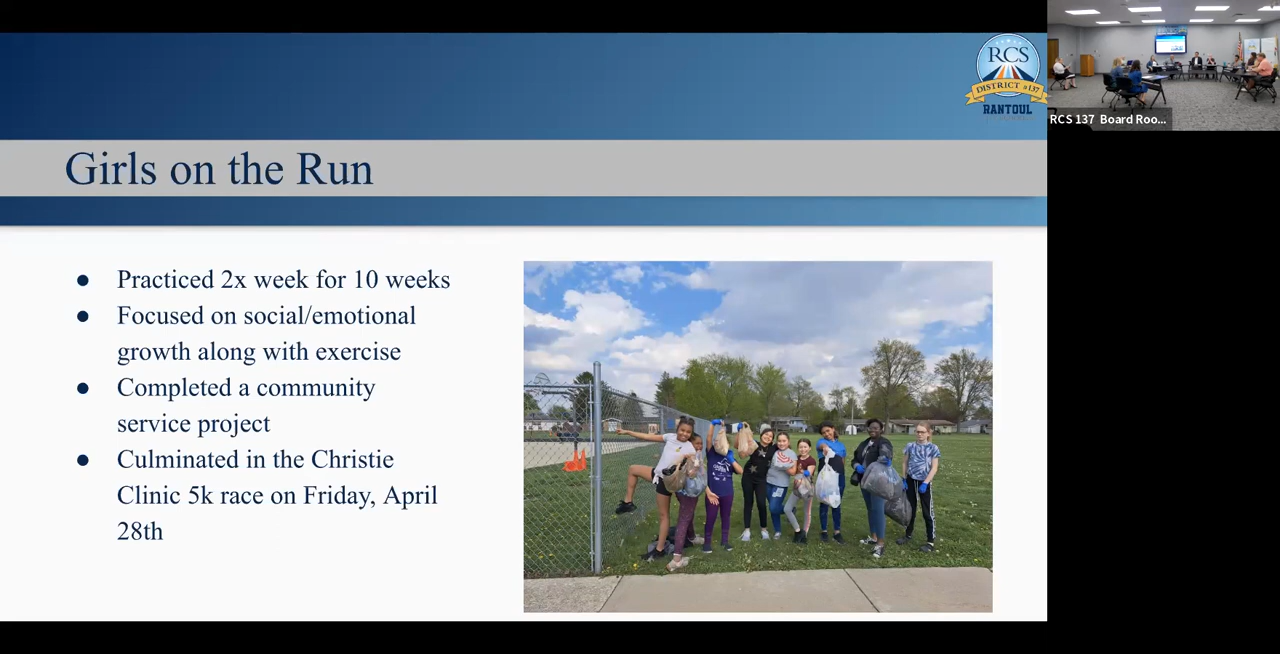 RCS
DISTRICT #137
RANTOUL
RCS 137 Board Roo...
Girls on the Run
● Practiced 2x week for 10 weeks
● Focused on social/emotional
growth along with exercise
● Completed a community
service project
● Culminated in the Christie
Clinic 5k race on Friday, April
28th